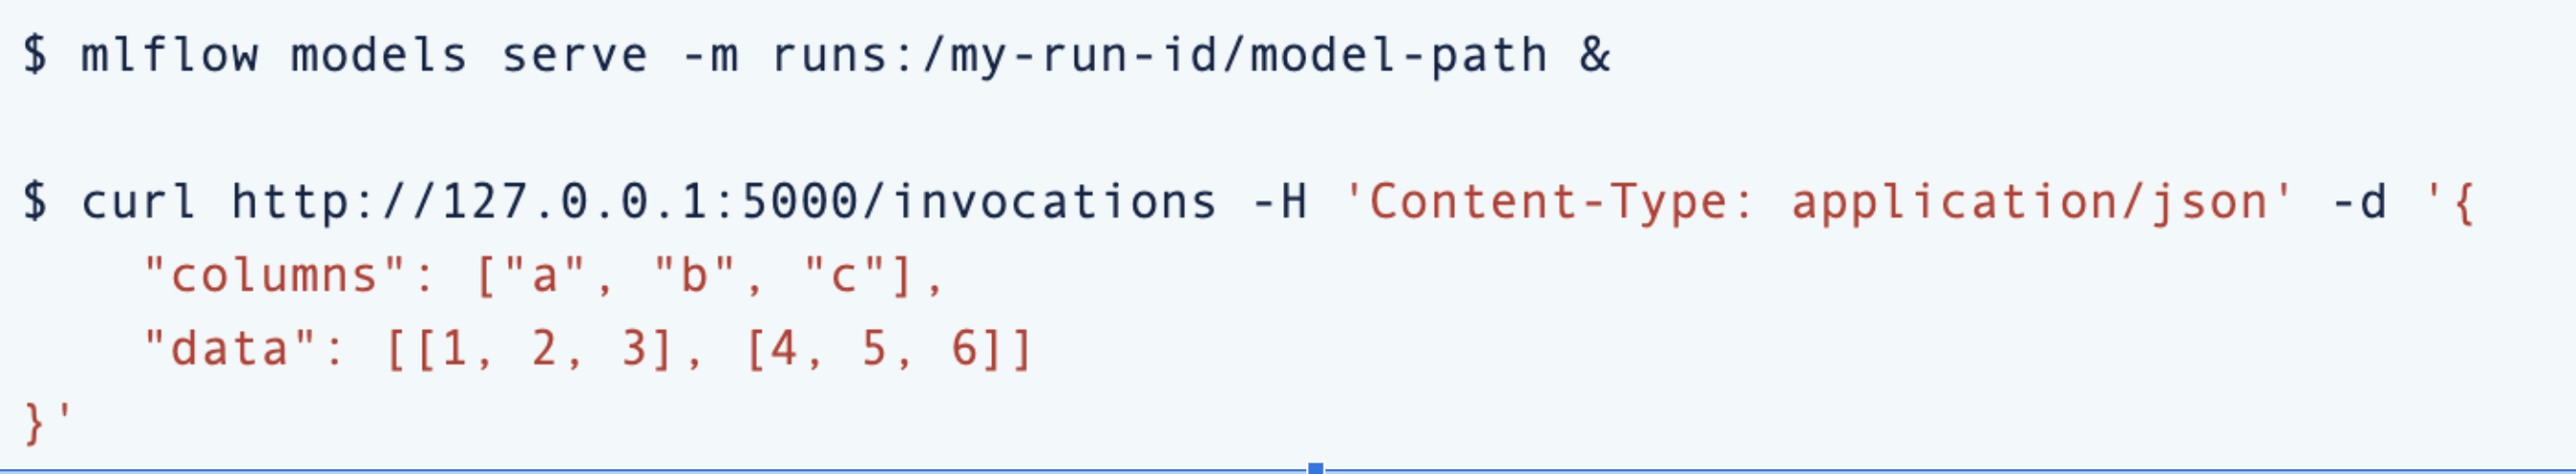 $ mlflow models serve -m runs:/my-run-id/model-path &
$ curl http://127.0.0.1:5000/invocations -H 'Content-Type: application/json' -d '{
    "columns": ["a", "b", "c"],
    "data": [[1, 2, 3], [4, 5, 6]]
}'